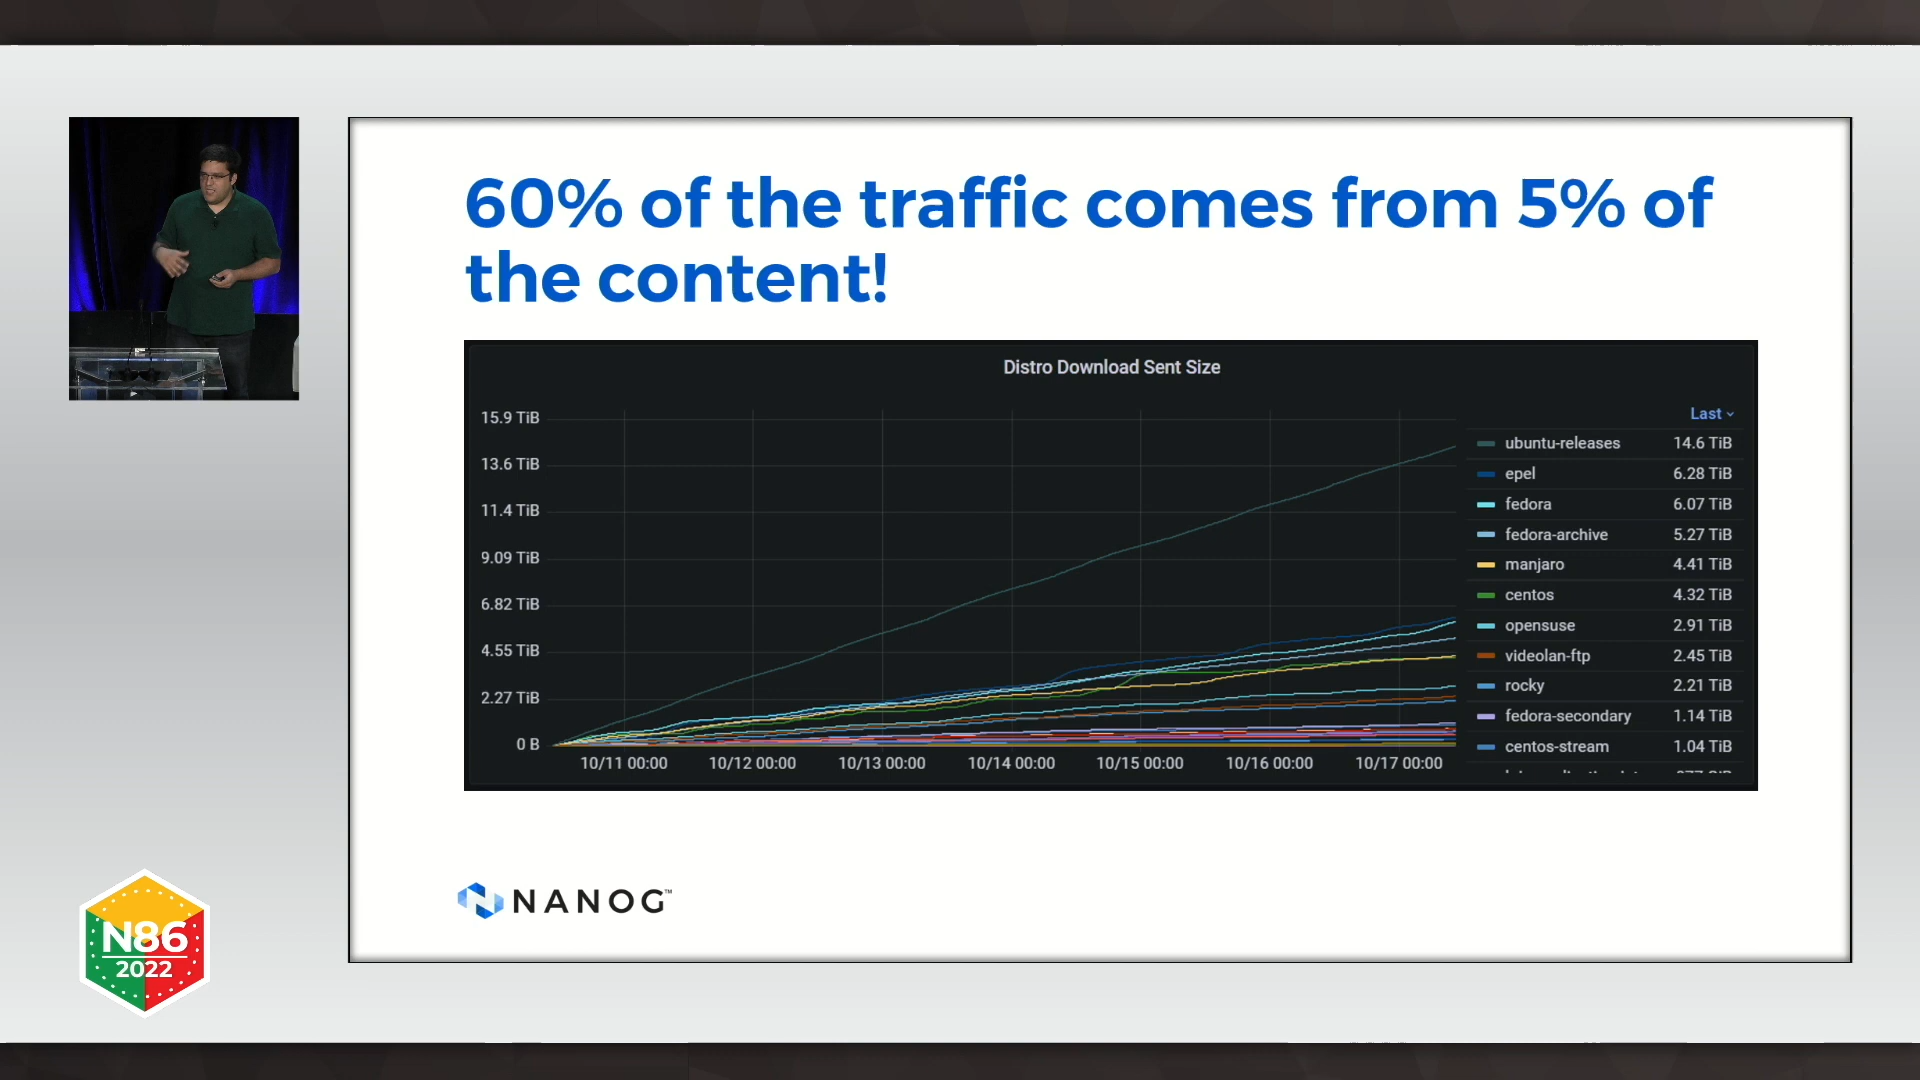 60% of the traffic comes from 5% of
the content!
Distro Download Sent Size
15.9 TiB
13.6 TiB
11.4 TiB
9.09 TiB
6.82 TiB
4.55 TiB
2.27 TiB
0 B
10/11 00:00
10/12 00:00
10/13 00:00
10/14 00:00
10/15 00:00
10/16 00:00
10/17 00:00
Last
ubuntu-releases 14.6 TiB
epel 6.28 TiB
fedora 6.07 TiB
fedora-archive 5.27 TiB
manjaro 4.41 TiB
centos 4.32 TiB
opensuse 2.91 TiB
videolan-ftp 2.45 TiB
rocky 2.21 TiB
fedora-secondary 1.14 TiB
centos-stream 1.04 TiB
NANOG™
N86
2022